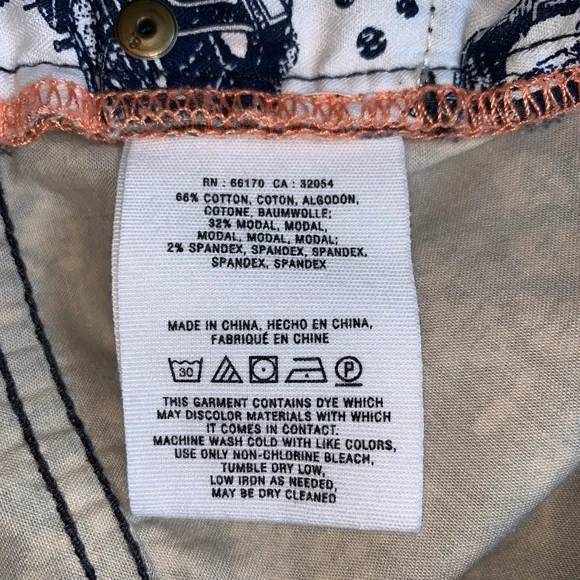 RN : 66170 CA : 32054
66% COTTON, COTON, ALGODÓN,
COTONE, BAUMWOLLE;
32% MODAL, MODAL,
MODAL, MODAL, MODAL;
2% SPANDEX, SPANDEX, SPANDEX,
SPANDEX, SPANDEX
MADE IN CHINA, HECHO EN CHINA,
FABRIQUÉ EN CHINE
30 P
THIS GARMENT CONTAINS DYE WHICH
MAY DISCOLOR MATERIALS WITH WHICH
IT COMES IN CONTACT.
MACHINE WASH COLD WITH LIKE COLORS,
USE ONLY NON-CHLORINE BLEACH,
TUMBLE DRY LOW,
LOW IRON AS NEEDED,
MAY BE DRY CLEANED